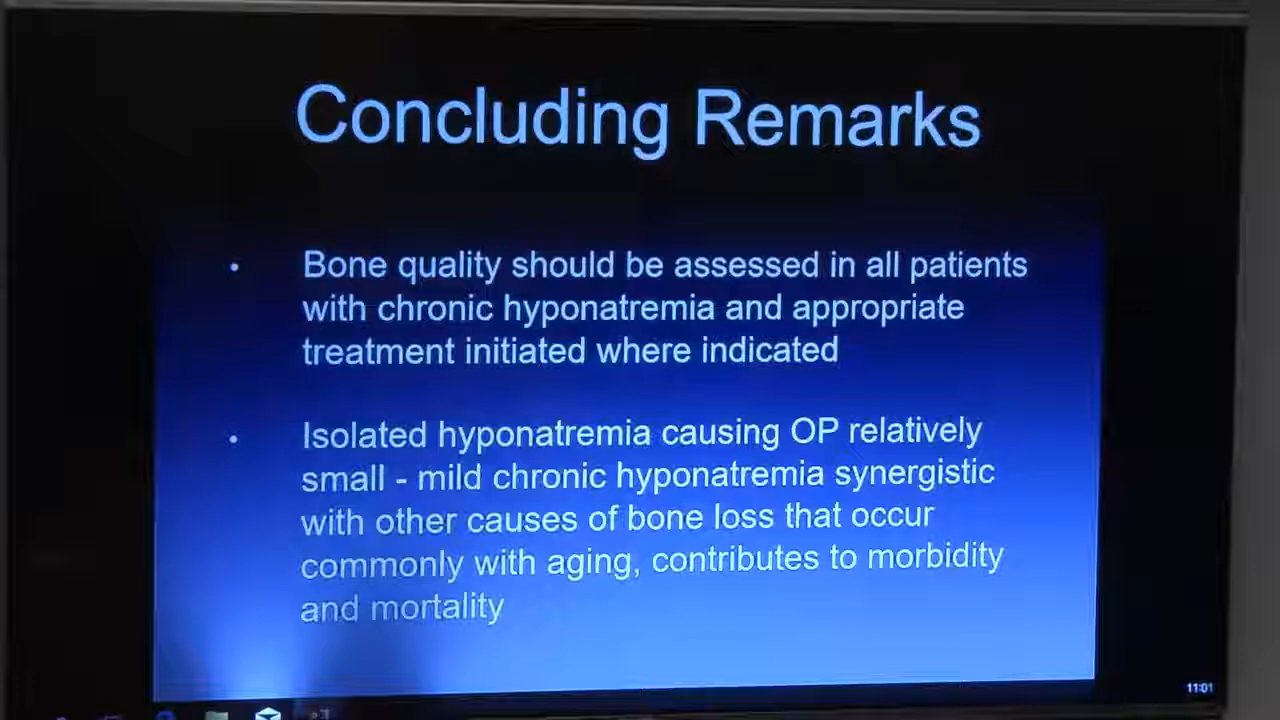 Concluding Remarks
• Bone quality should be assessed in all patients
with chronic hyponatremia and appropriate
treatment initiated where indicated
• Isolated hyponatremia causing OP relatively
small - mild chronic hyponatremia synergistic
with other causes of bone loss that occur
commonly with aging, contributes to morbidity
and mortality
11:01